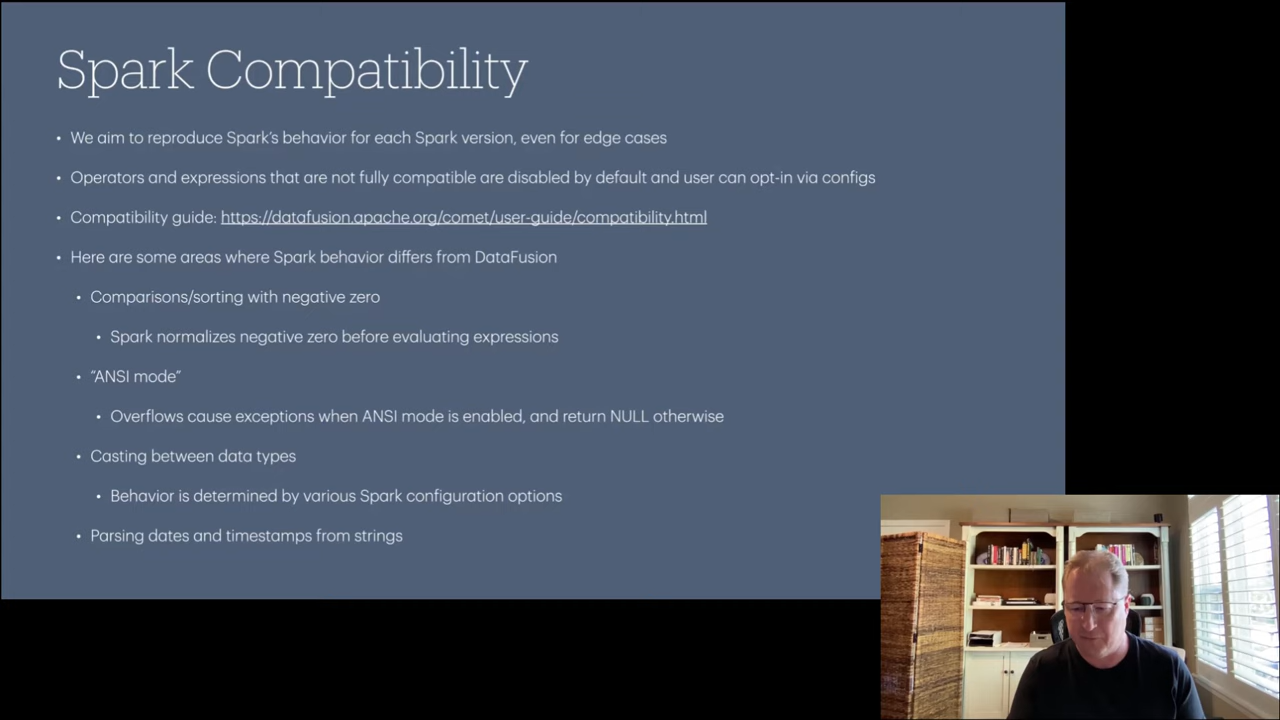 Spark Compatibility
• We aim to reproduce Spark's behavior for each Spark version, even for edge cases
• Operators and expressions that are not fully compatible are disabled by default and user can opt-in via configs
• Compatibility guide: https://datafusion.apache.org/comet/user-guide/compatibility.html
• Here are some areas where Spark behavior differs from DataFusion
• Comparisons/sorting with negative zero
• Spark normalizes negative zero before evaluating expressions
• “ANSI mode”
• Overflows cause exceptions when ANSI mode is enabled, and return NULL otherwise
• Casting between data types
• Behavior is determined by various Spark configuration options
• Parsing dates and timestamps from strings